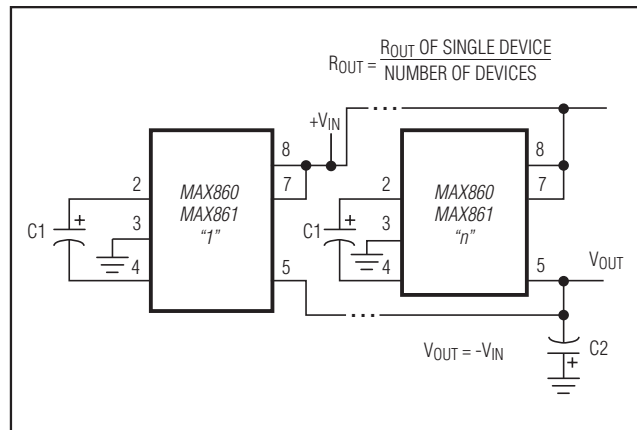 ROUT = ROUT OF SINGLE DEVICE
NUMBER OF DEVICES
+VIN
8
7
2
3
4
5
C1
+
MAX860
MAX861
"1"
8
7
2
3
4
5
C1
+
MAX860
MAX861
"n"
VOUT
VOUT = -VIN
C2
+